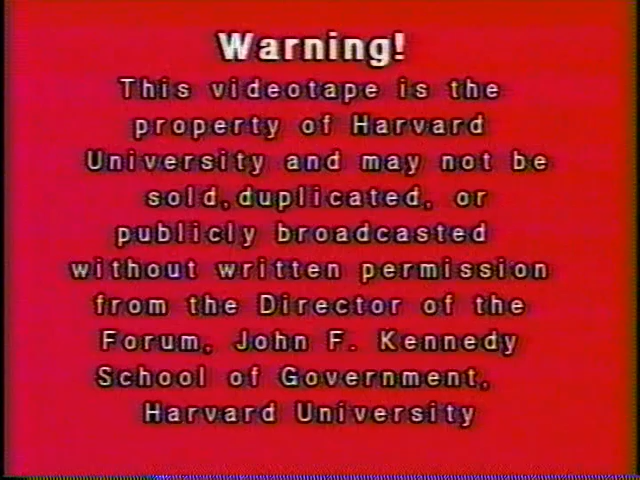 Warning!
This videotape is the
property of Harvard
University and may not be
sold,duplicated, or
publicly broadcasted
without written permission
from the Director of the
Forum, John F. Kennedy
School of Government,
Harvard University